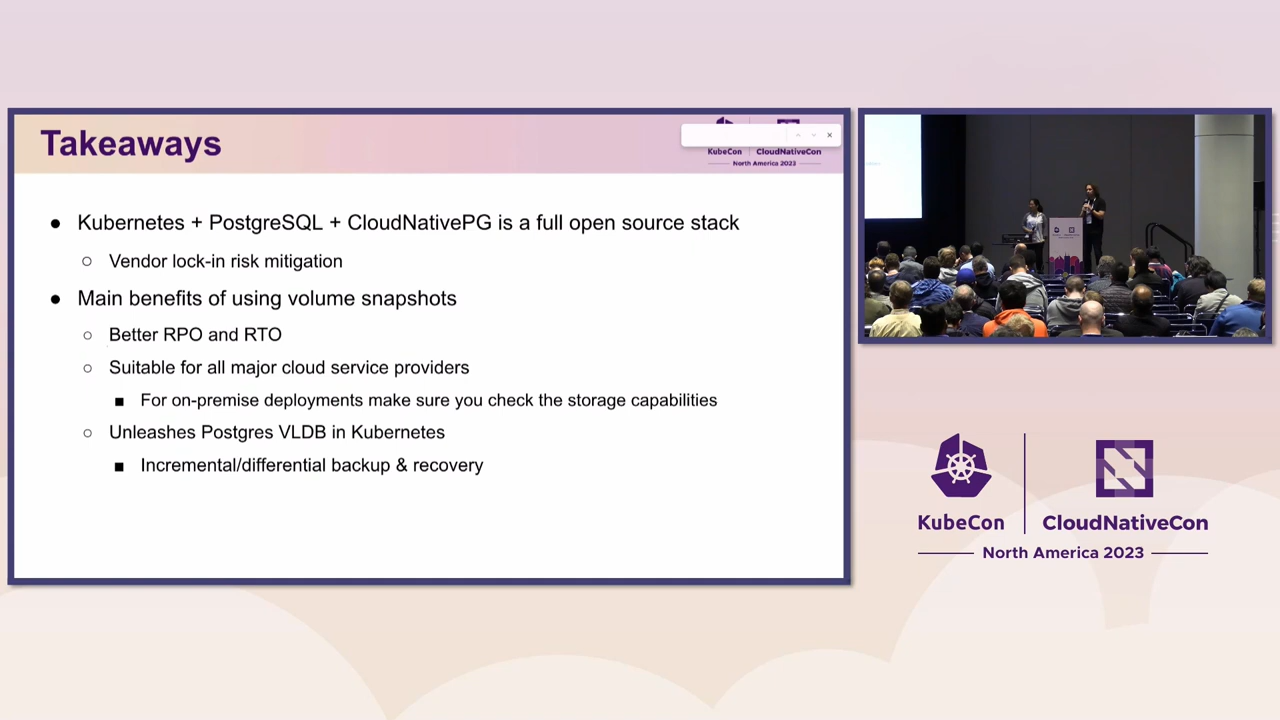 Takeaways
KubeCon
CloudNativeCon
North America 2023
● Kubernetes + PostgreSQL + CloudNativePG is a full open source stack
○ Vendor lock-in risk mitigation
● Main benefits of using volume snapshots
○ Better RPO and RTO
○ Suitable for all major cloud service providers
■ For on-premise deployments make sure you check the storage capabilities
○ Unleashes Postgres VLDB in Kubernetes
■ Incremental/differential backup & recovery
KubeCon
CloudNativeCon
North America 2023